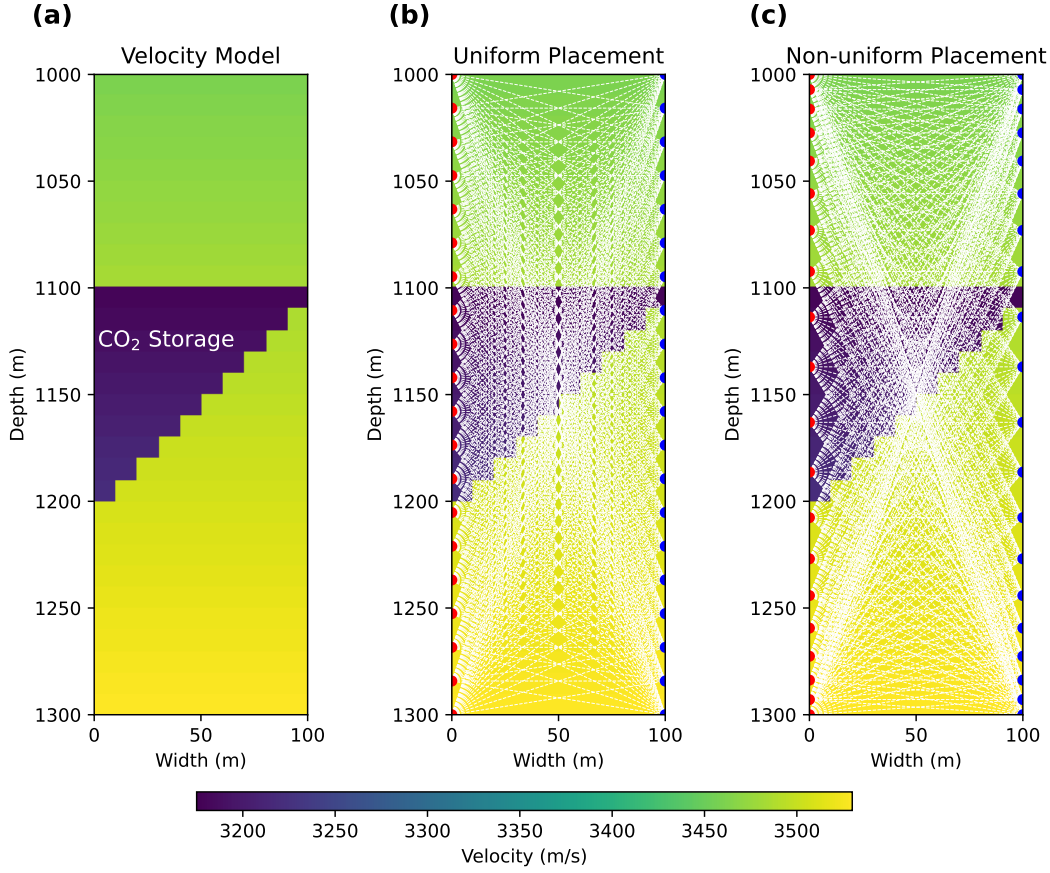 (a)
(b)
(c)
Velocity Model
Uniform Placement
Non-uniform Placement
1000
1050
1100
1150
1200
1250
1300
Depth (m)
CO₂ Storage
0 50 100
Width (m)
1000
1050
1100
1150
1200
1250
1300
Depth (m)
0 50 100
Width (m)
1000
1050
1100
1150
1200
1250
1300
Depth (m)
0 50 100
Width (m)
3200 3250 3300 3350 3400 3450 3500
Velocity (m/s)